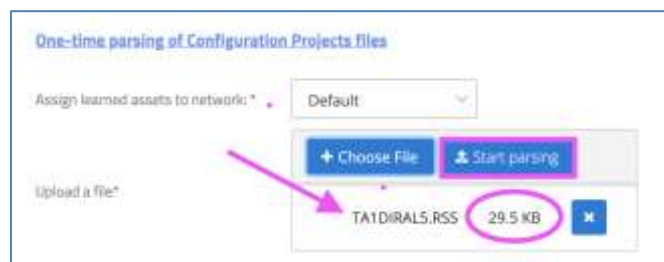 One-time parsing of Configuration Projects files
Assign learned assets to network: *
Default
+ Choose File
Start parsing
Upload a file*
TA1DIRAL5.RSS 29.5 KB